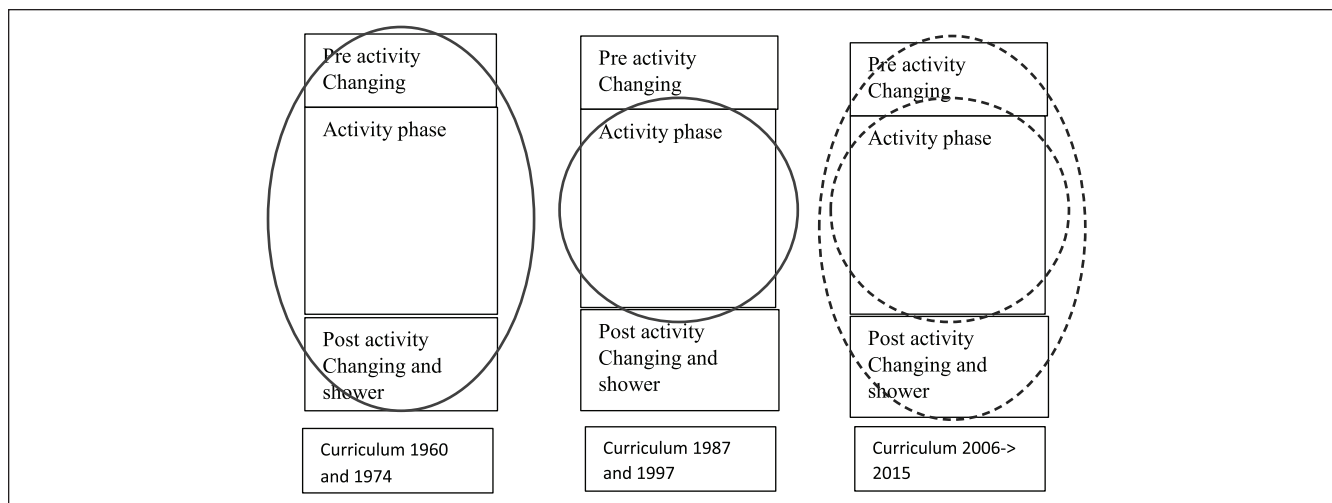 Pre activity
Changing
Activity phase
Post activity
Changing and
shower
Curriculum 1960
and 1974
Pre activity
Changing
Activity phase
Post activity
Changing and
shower
Curriculum 1987
and 1997
Pre activity
Changing
Activity phase
Post activity
Changing and
shower
Curriculum 2006->
2015